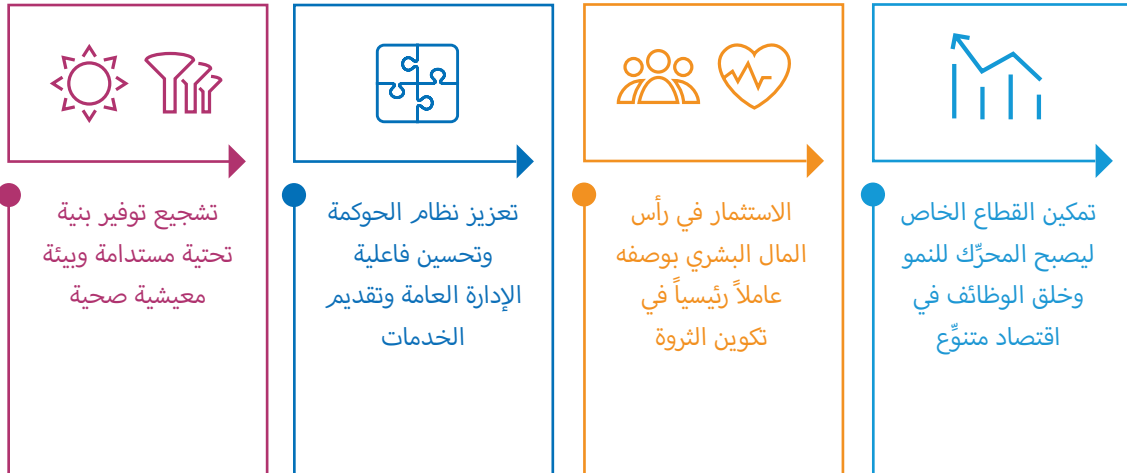 تمكين القطاع الخاص
ليصبح المحرِّك للنمو
وخلق الوظائف في
اقتصاد متنوِّع
الاستثمار في رأس
المال البشري بوصفه
عاملاً رئيسياً في
تكوين الثروة
تعزيز نظام الحوكمة
وتحسين فاعلية
الإدارة العامة وتقديم
الخدمات
تشجيع توفير بنية
تحتية مستدامة وبيئة
معيشية صحية